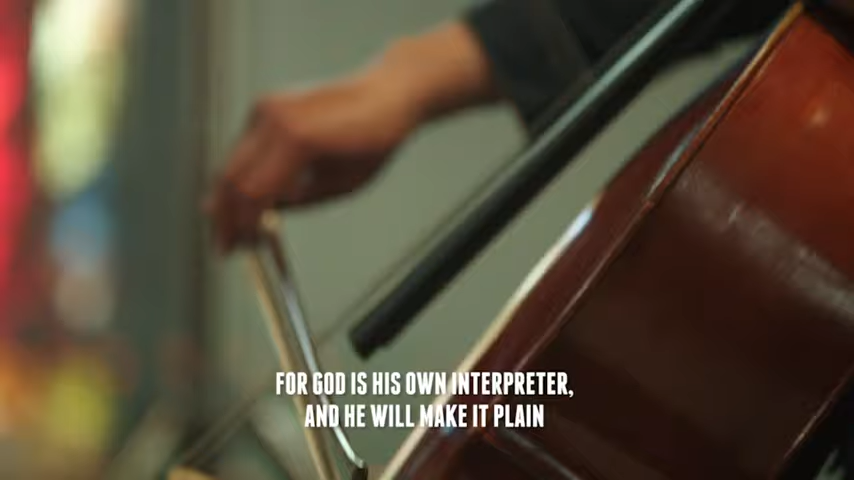 FOR GOD IS HIS OWN INTERPRETER,
AND HE WILL MAKE IT PLAIN